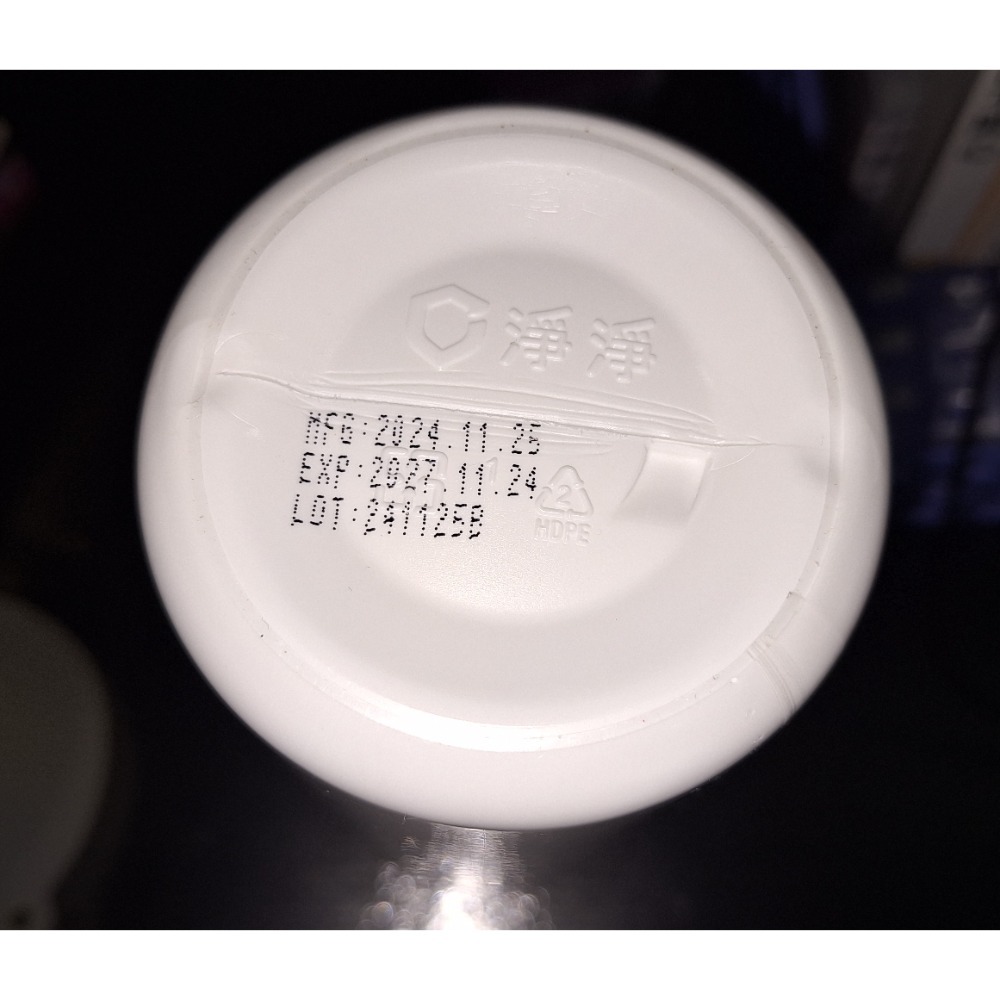 淨淨
MFG:2024.11.25
EXP:2027.11.24
LOT:241125B
2
HDPE